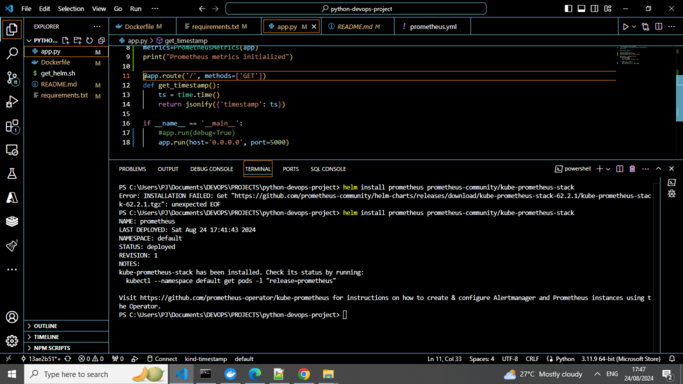 File Edit Selection View Go Run ··· python-devops-project
EXPLORER ···
PYTHON...
app.py M
Dockerfile
get_helm.sh
README.md M
requirements.txt M
OUTLINE
TIMELINE
NPM SCRIPTS
Dockerfile M requirements.txt M app.py M README.md M prometheus.yml
app.py > get_timestamp
8 metrics=PrometheusMetrics(app)
9 print("Prometheus metrics initialized")
10
11 @app.route('/', methods=['GET'])
12 def get_timestamp():
13 ts = time.time()
14 return jsonify({'timestamp': ts})
15
16 if __name__ == '__main__':
17 #app.run(debug=True)
18 app.run(host='0.0.0.0', port=5000)
PROBLEMS OUTPUT DEBUG CONSOLE TERMINAL PORTS SQL CONSOLE powershell
PS C:\Users\PJ\Documents\DEVOPS\PROJECTS\python-devops-project> helm install prometheus prometheus-community/kube-prometheus-stack
Error: INSTALLATION FAILED: Get "https://github.com/prometheus-community/helm-charts/releases/download/kube-prometheus-stack-62.2.1/kube-prometheus-stac
k-62.2.1.tgz": unexpected EOF
PS C:\Users\PJ\Documents\DEVOPS\PROJECTS\python-devops-project> helm install prometheus prometheus-community/kube-prometheus-stack
NAME: prometheus
LAST DEPLOYED: Sat Aug 24 17:41:43 2024
NAMESPACE: default
STATUS: deployed
REVISION: 1
NOTES:
kube-prometheus-stack has been installed. Check its status by running:
kubectl --namespace default get pods -l "release=prometheus"
Visit https://github.com/prometheus-operator/kube-prometheus for instructions on how to create & configure Alertmanager and Prometheus instances using t
he Operator.
PS C:\Users\PJ\Documents\DEVOPS\PROJECTS\python-devops-project>
13ae2b51*+ 0 0 0 Connect kind-timestamp default Ln 11, Col 33 Spaces: 4 UTF-8 CRLF Python 3.11.9 64-bit (Microsoft Store)
Type here to search 27°C Mostly cloudy ENG 17:47
24/08/2024